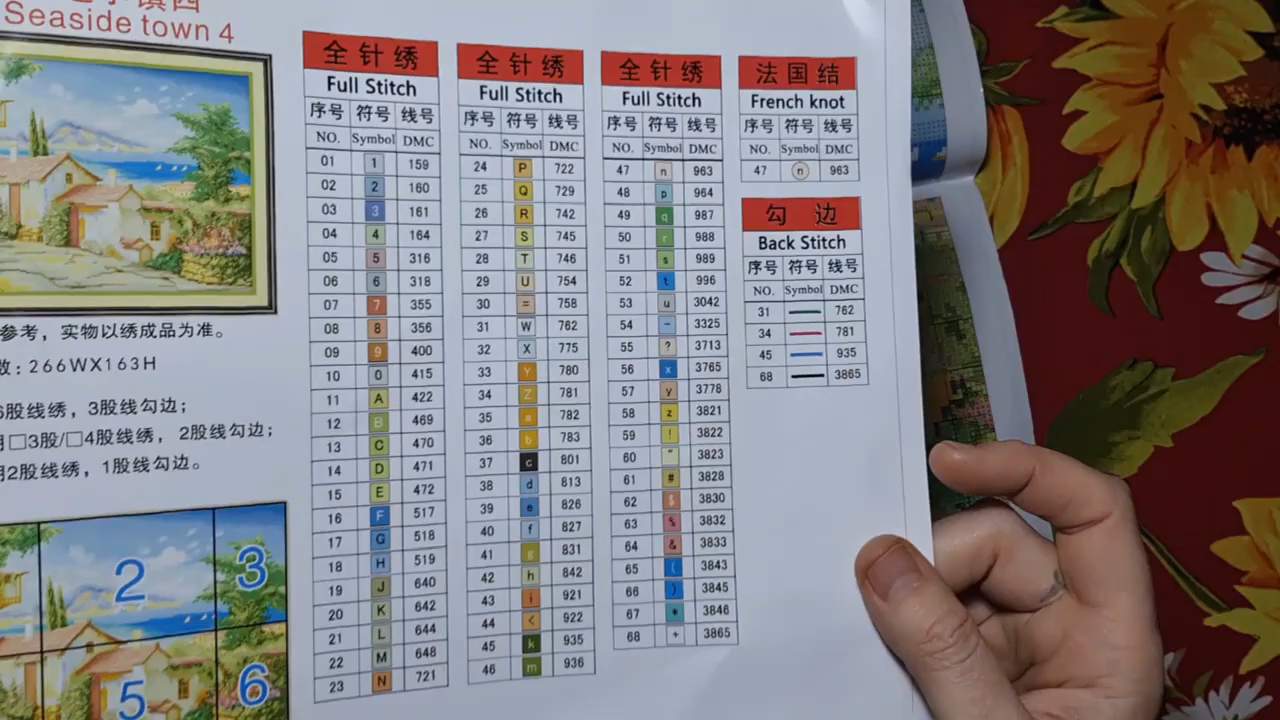 Seaside town 4
参考，实物以绣成品为准。
数：266WX163H
6股线绣，3股线勾边；
用□3股/□4股线绣，2股线勾边；
用2股线绣，1股线勾边。
2
3
5
6
全针绣
Full Stitch
序号 符号 线号
NO. Symbol DMC
01 1 159
02 2 160
03 3 161
04 4 164
05 5 316
06 6 318
07 7 355
08 8 356
09 9 400
10 0 415
11 A 422
12 B 469
13 C 470
14 D 471
15 E 472
16 F 517
17 G 518
18 H 519
19 J 640
20 K 642
21 L 644
22 M 648
23 N 721
全针绣
Full Stitch
序号 符号 线号
NO. Symbol DMC
24 P 722
25 Q 729
26 R 742
27 S 745
28 T 746
29 U 754
30 = 758
31 W 762
32 X 775
33 Y 780
34 Z 781
35 a 782
36 b 783
37 c 801
38 d 813
39 e 826
40 f 827
41 g 831
42 h 842
43 i 921
44 < 922
45 k 935
46 m 936
全针绣
Full Stitch
序号 符号 线号
NO. Symbol DMC
47 n 963
48 p 964
49 q 987
50 r 988
51 s 989
52 t 996
53 u 3042
54 - 3325
55 ? 3713
56 x 3765
57 y 3778
58 z 3821
59 ! 3822
60 " 3823
61 # 3828
62 $ 3830
63 % 3832
64 & 3833
65 ( 3843
66 ) 3845
67 * 3846
68 + 3865
法国结
French knot
序号 符号 线号
NO. Symbol DMC
47 n 963
勾边
Back Stitch
序号 符号 线号
NO. Symbol DMC
31 762
34 781
45 935
68 3865